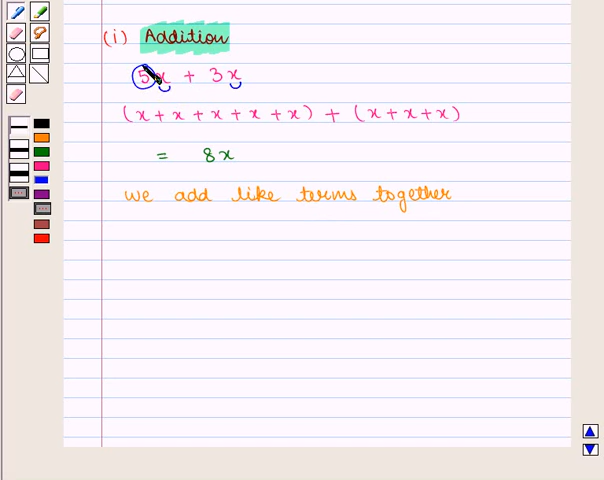 (i) Addition
5x + 3x
(x + x + x + x + x) + (x + x + x)
= 8x
we add like terms together